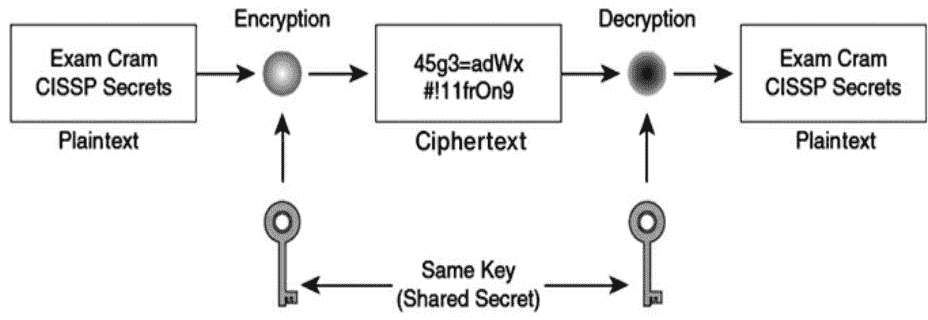 Encryption
Decryption
Exam Cram
CISSP Secrets
45g3=adWx
#!11frOn9
Exam Cram
CISSP Secrets
Plaintext
Ciphertext
Plaintext
Same Key
(Shared Secret)